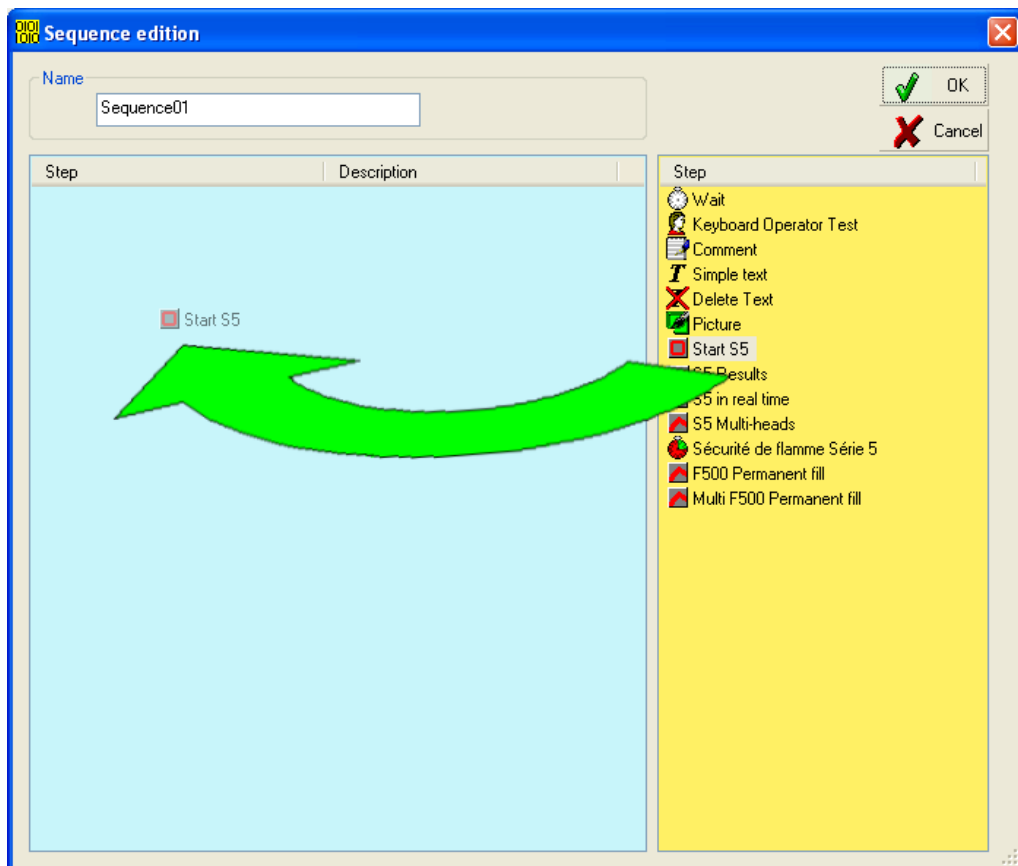 Sequence edition
Name
Sequence01
OK
Cancel
Step Description
Start S5
Step
Wait
Keyboard Operator Test
Comment
Simple text
Delete Text
Picture
Start S5
S5 Results
S5 in real time
S5 Multi-heads
Sécurité de flamme Série 5
F500 Permanent fill
Multi F500 Permanent fill